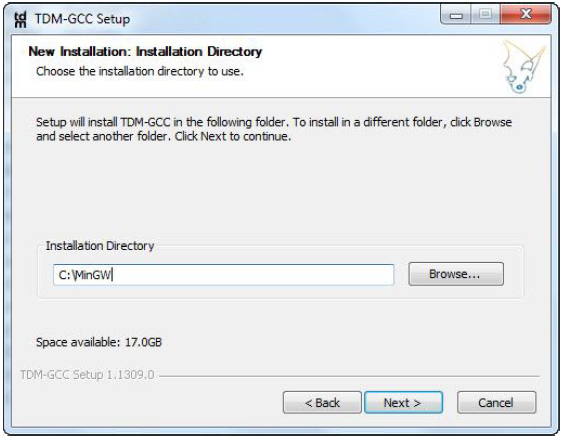 TDM-GCC Setup
New Installation: Installation Directory
Choose the installation directory to use.
Setup will install TDM-GCC in the following folder. To install in a different folder, click Browse
and select another folder. Click Next to continue.
Installation Directory
C:\MinGW
Browse...
Space available: 17.0GB
TDM-GCC Setup 1.1309.0
< Back
Next >
Cancel